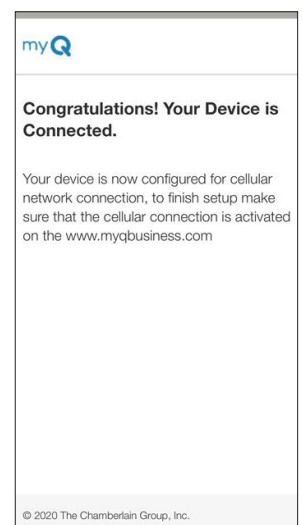 myQ
Congratulations! Your Device is
Connected.
Your device is now configured for cellular
network connection, to finish setup make
sure that the cellular connection is activated
on the www.myqbusiness.com
© 2020 The Chamberlain Group, Inc.